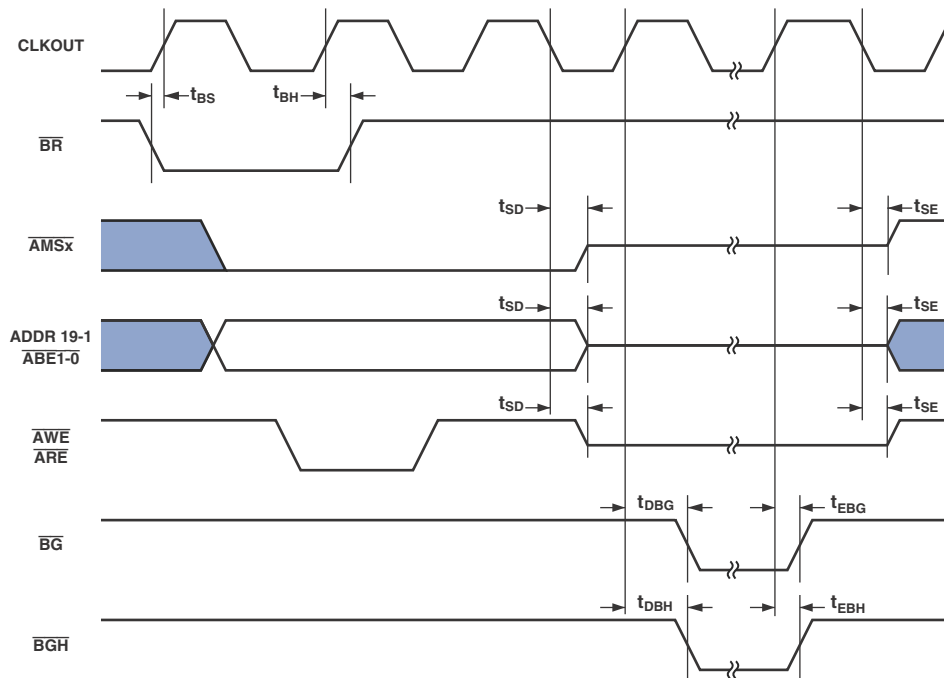 CLKOUT
tBS
tBH
BR
tSD
tSE
AMSx
tSD
tSE
ADDR 19-1
ABE1-0
tSD
tSE
AWE
ARE
tDBG
tEBG
BG
tDBH
tEBH
BGH